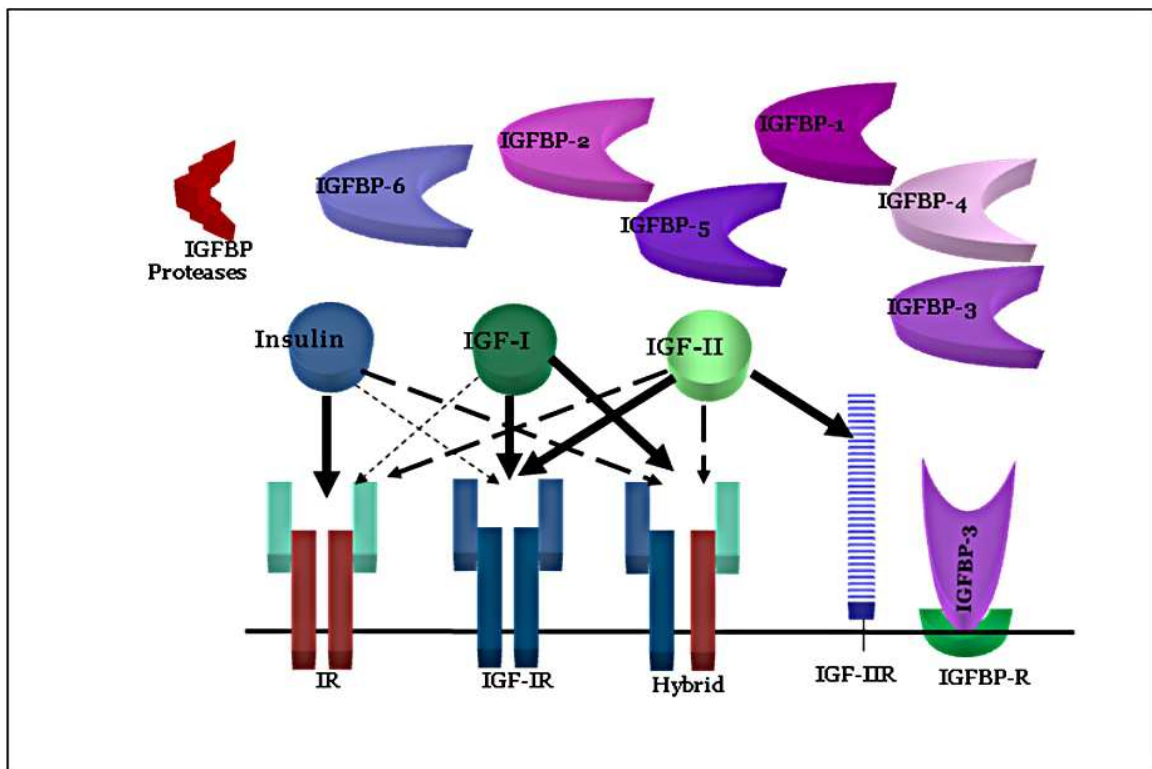 IGFBP-1
IGFBP-2
IGFBP-6
IGFBP-4
IGFBP-5
IGFBP
Proteases
IGFBP-3
Insulin
IGF-I
IGF-II
IGFBP-3
IR
IGF-IR
Hybrid
IGF-IIR
IGFBP-R